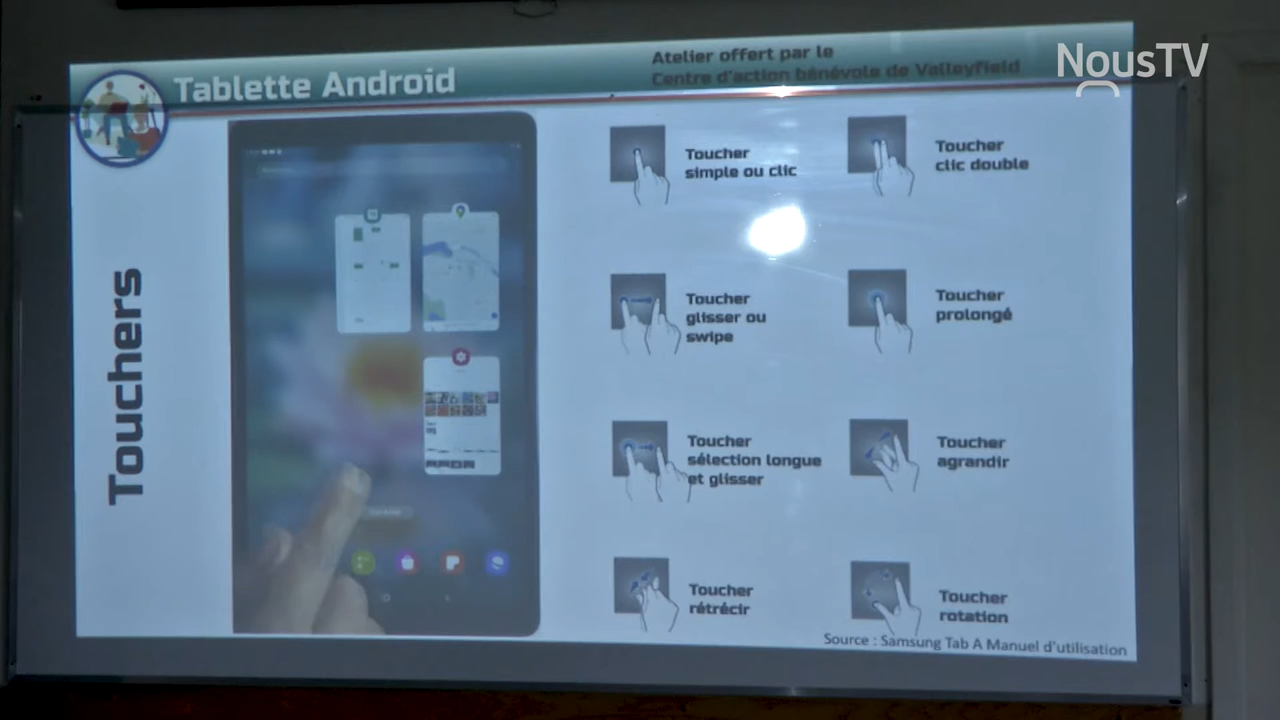 Tablette Android
Atelier offert par le
Centre d'action bénévole de Valleyfield
NousTV
Touchers
Toucher
simple ou clic
Toucher
clic double
Toucher
glisser ou
swipe
Toucher
prolongé
Toucher
sélection longue
et glisser
Toucher
agrandir
Toucher
rétrécir
Toucher
rotation
Source : Samsung Tab A Manuel d'utilisation